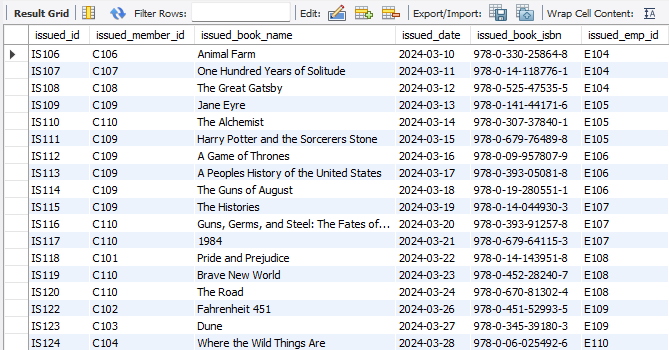 Result Grid Filter Rows: Edit: Export/Import: Wrap Cell Content:
issued_id issued_member_id issued_book_name issued_date issued_book_isbn issued_emp_id
IS106 C106 Animal Farm 2024-03-10 978-0-330-25864-8 E104
IS107 C107 One Hundred Years of Solitude 2024-03-11 978-0-14-118776-1 E104
IS108 C108 The Great Gatsby 2024-03-12 978-0-525-47535-5 E104
IS109 C109 Jane Eyre 2024-03-13 978-0-141-44171-6 E105
IS110 C110 The Alchemist 2024-03-14 978-0-307-37840-1 E105
IS111 C109 Harry Potter and the Sorcerers Stone 2024-03-15 978-0-679-76489-8 E105
IS112 C109 A Game of Thrones 2024-03-16 978-0-09-957807-9 E106
IS113 C109 A Peoples History of the United States 2024-03-17 978-0-393-05081-8 E106
IS114 C109 The Guns of August 2024-03-18 978-0-19-280551-1 E106
IS115 C109 The Histories 2024-03-19 978-0-14-044930-3 E107
IS116 C110 Guns, Germs, and Steel: The Fates of... 2024-03-20 978-0-393-91257-8 E107
IS117 C110 1984 2024-03-21 978-0-679-64115-3 E107
IS118 C101 Pride and Prejudice 2024-03-22 978-0-14-143951-8 E108
IS119 C110 Brave New World 2024-03-23 978-0-452-28240-7 E108
IS120 C110 The Road 2024-03-24 978-0-670-81302-4 E108
IS122 C102 Fahrenheit 451 2024-03-26 978-0-451-52993-5 E109
IS123 C103 Dune 2024-03-27 978-0-345-39180-3 E109
IS124 C104 Where the Wild Things Are 2024-03-28 978-0-06-025492-6 E110